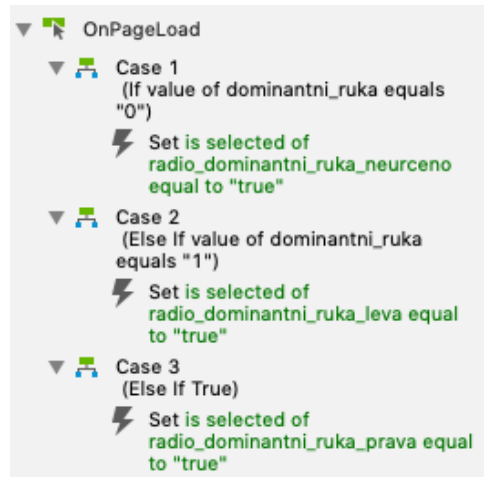 OnPageLoad
Case 1
(If value of dominantni_ruka equals
"0")
Set is selected of
radio_dominantni_ruka_neurceno
equal to "true"
Case 2
(Else If value of dominantni_ruka
equals "1")
Set is selected of
radio_dominantni_ruka_leva equal
to "true"
Case 3
(Else If True)
Set is selected of
radio_dominantni_ruka_prava equal
to "true"